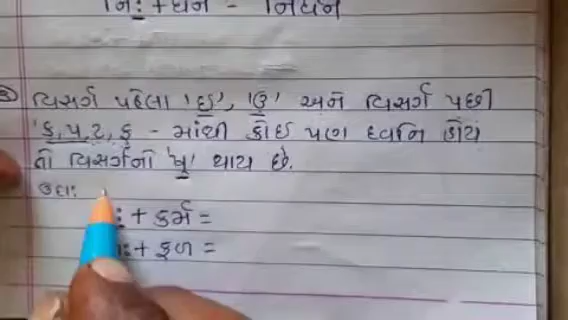 નિઃ + ધન - નિર્ધન
વિસર્ગ પહેલા 'ઇ', 'ઉ' અને વિસર્ગ પછી
'ક્, પ્, ટ્, ફ્ - માંથી કોઇ પણ ધ્વનિ હોય
તો વિસર્ગનો 'ષ્' થાય છે.
ઉદાઃ
+ કર્મ =
+ ફળ =